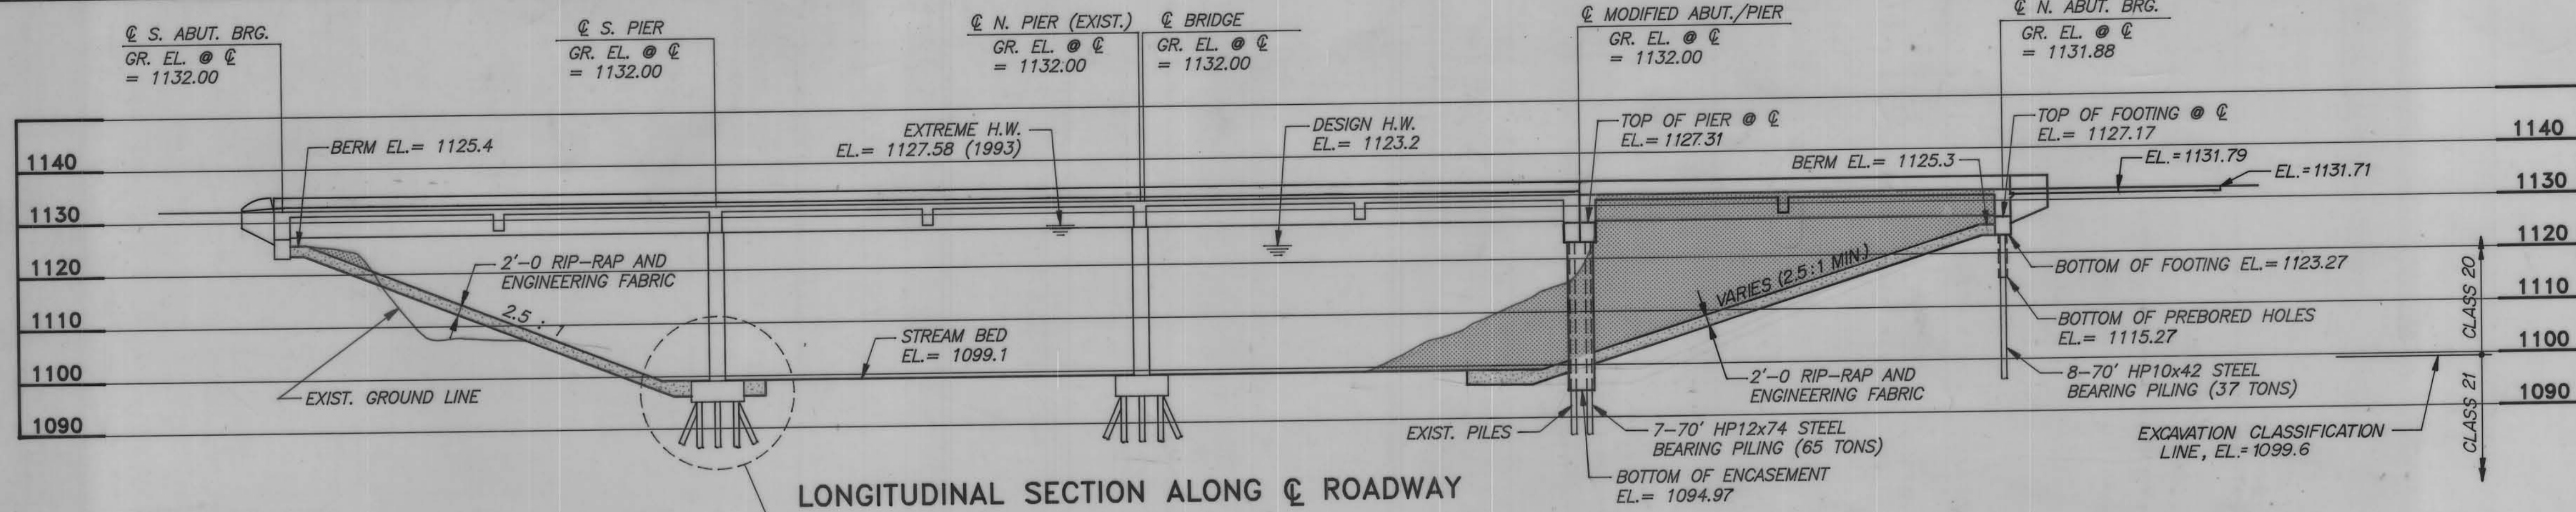 ℄ S. ABUT. BRG.
GR. EL. @ ℄
= 1132.00
℄ S. PIER
GR. EL. @ ℄
= 1132.00
℄ N. PIER (EXIST.)
GR. EL. @ ℄
= 1132.00
℄ BRIDGE
GR. EL. @ ℄
= 1132.00
℄ MODIFIED ABUT./PIER
GR. EL. @ ℄
= 1132.00
℄ N. ABUT. BRG.
GR. EL. @ ℄
= 1131.88
1140
1130
1120
1110
1100
1090
BERM EL.= 1125.4
EXTREME H.W.
EL.= 1127.58 (1993)
DESIGN H.W.
EL.= 1123.2
TOP OF PIER @ ℄
EL.= 1127.31
BERM EL.= 1125.3
TOP OF FOOTING @ ℄
EL.= 1127.17
EL.=1131.79
EL.=1131.71
1140
1130
1120
1110
1100
1090
2'-0 RIP-RAP AND
ENGINEERING FABRIC
2.5 : 1
EXIST. GROUND LINE
STREAM BED
EL.= 1099.1
VARIES (2.5:1 MIN.)
2'-0 RIP-RAP AND
ENGINEERING FABRIC
BOTTOM OF FOOTING EL.=1123.27
BOTTOM OF PREBORED HOLES
EL.= 1115.27
8-70' HP10x42 STEEL
BEARING PILING (37 TONS)
CLASS 20
CLASS 21
EXCAVATION CLASSIFICATION
LINE, EL.=1099.6
EXIST. PILES
7-70' HP12x74 STEEL
BEARING PILING (65 TONS)
BOTTOM OF ENCASEMENT
EL.= 1094.97
LONGITUDINAL SECTION ALONG ℄ ROADWAY